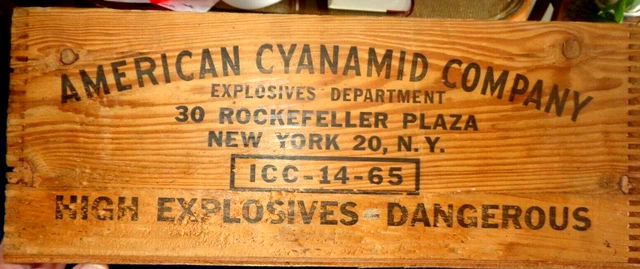 AMERICAN CYANAMID COMPANY
EXPLOSIVES DEPARTMENT
30 ROCKEFELLER PLAZA
NEW YORK 20, N.Y.
ICC-14-65
HIGH EXPLOSIVES - DANGEROUS